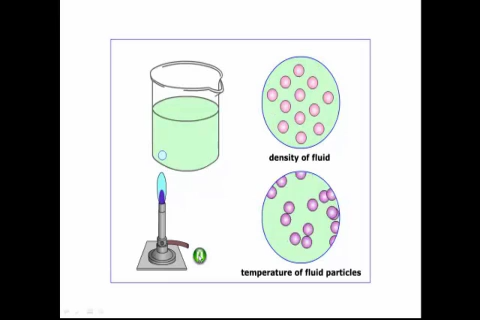 density of fluid
temperature of fluid particles